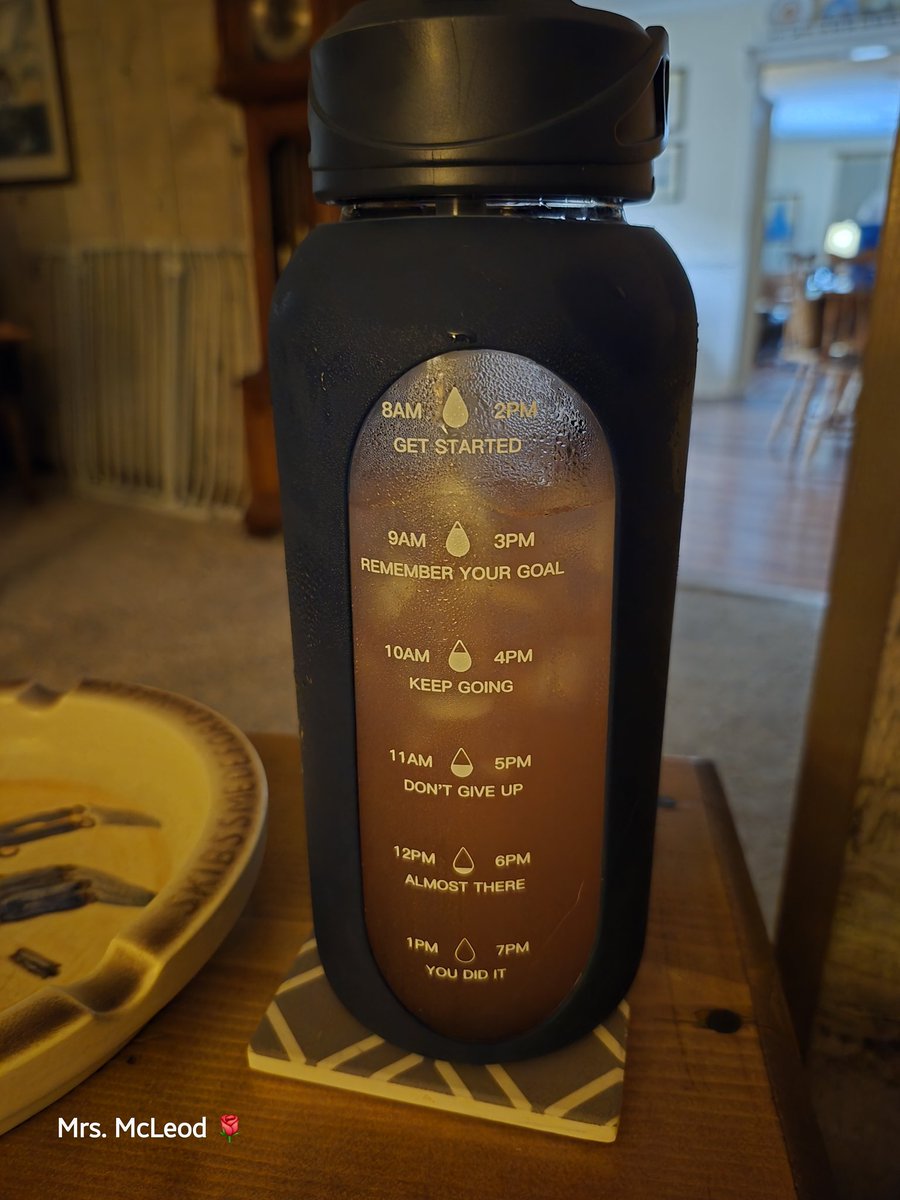 8AM 2PM
GET STARTED
9AM 3PM
REMEMBER YOUR GOAL
10AM 4PM
KEEP GOING
11AM 5PM
DON'T GIVE UP
12PM 6PM
ALMOST THERE
1PM 7PM
YOU DID IT
Mrs. McLeod 🌹